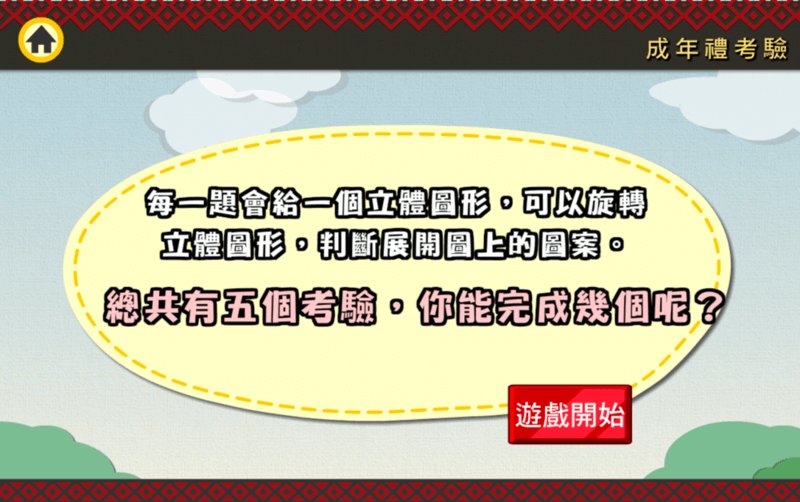 成年禮考驗
每一題會給一個立體圖形，可以旋轉
立體圖形，判斷展開圖上的圖案。
總共有五個考驗，你能完成幾個呢？
遊戲開始